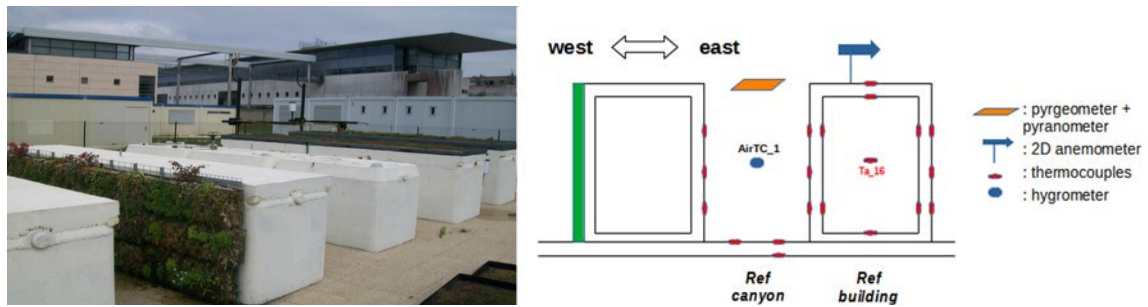 west
east
AirTC_1
Ta_16
: pyrgeometer +
pyranometer
: 2D anemometer
: thermocouples
: hygrometer
Ref
canyon
Ref
building